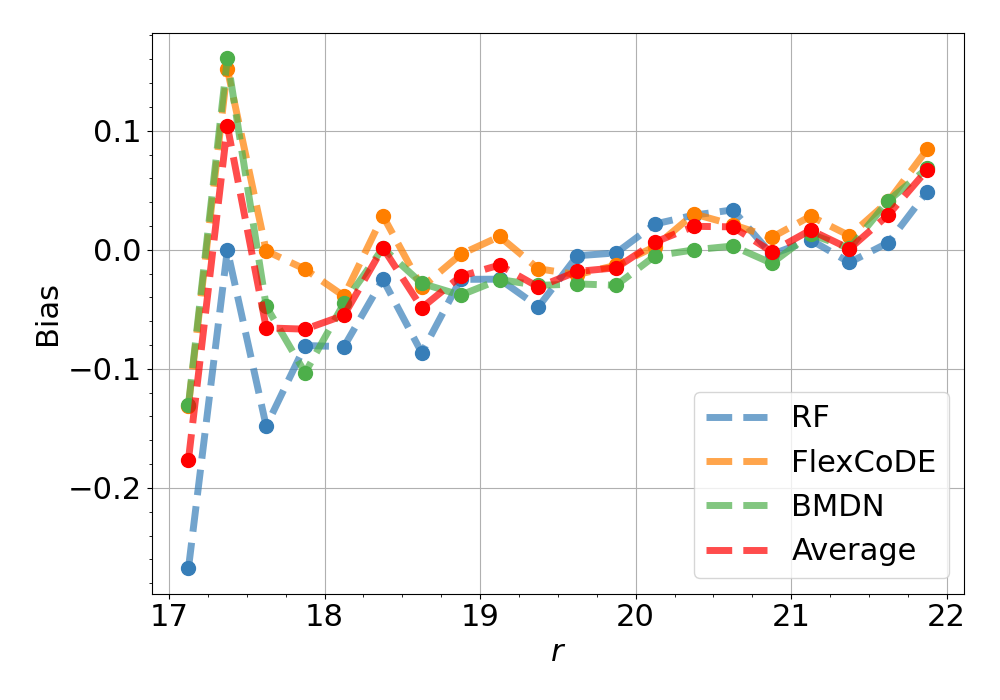 Bias
0.1
0.0
−0.1
−0.2
17 18 19 20 21 22
r
RF
FlexCoDE
BMDN
Average